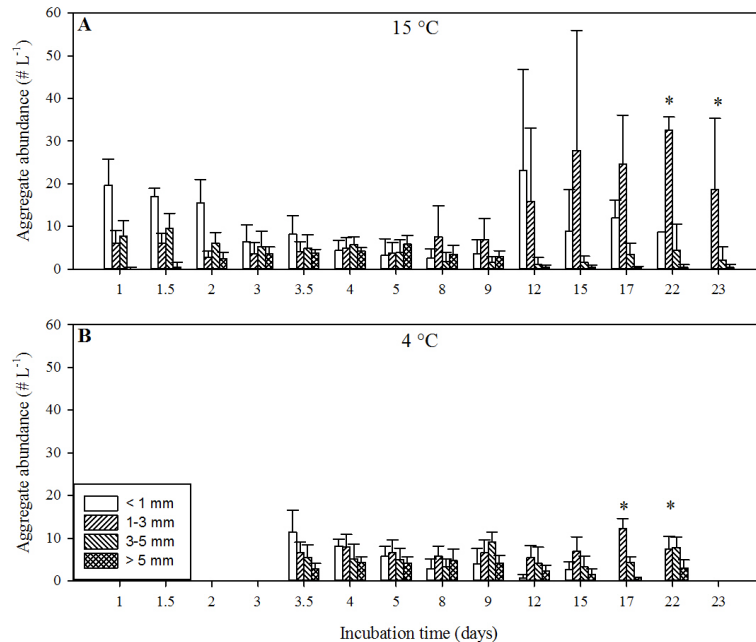 A
15 °C
Aggregate abundance (# L-1)
60
50
40
30
20
10
0
*
*
1 1.5 2 3 3.5 4 5 8 9 12 15 17 22 23
B
4 °C
Aggregate abundance (# L-1)
60
50
40
30
20
10
0
< 1 mm
1-3 mm
3-5 mm
> 5 mm
*
*
1 1.5 2 3 3.5 4 5 8 9 12 15 17 22 23
Incubation time (days)